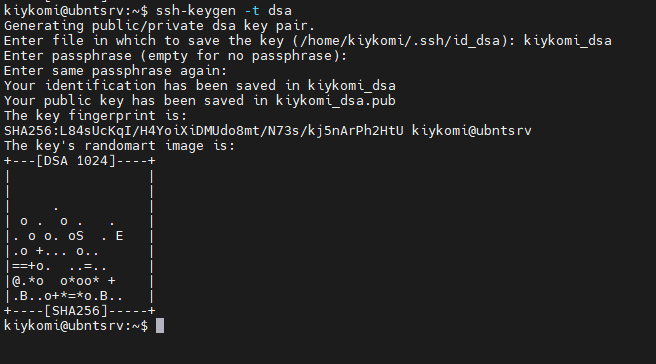 kiykomi@ubntsrv:~$ ssh-keygen -t dsa
Generating public/private dsa key pair.
Enter file in which to save the key (/home/kiykomi/.ssh/id_dsa): kiykomi_dsa
Enter passphrase (empty for no passphrase):
Enter same passphrase again:
Your identification has been saved in kiykomi_dsa
Your public key has been saved in kiykomi_dsa.pub
The key fingerprint is:
SHA256:L84sUcKqI/H4YoiXiDMUdo8mt/N73s/kj5nArPh2HtU kiykomi@ubntsrv
The key's randomart image is:
+---[DSA 1024]----+
|                 |
|                 |
|     .           |
| o .  o .   .    |
|. o o. oS  . E   |
|.o +... o..      |
|==+o.  ..=..     |
|@.*o  o*oo* +    |
|.B..o+*=*o.B..   |
+----[SHA256]-----+
kiykomi@ubntsrv:~$